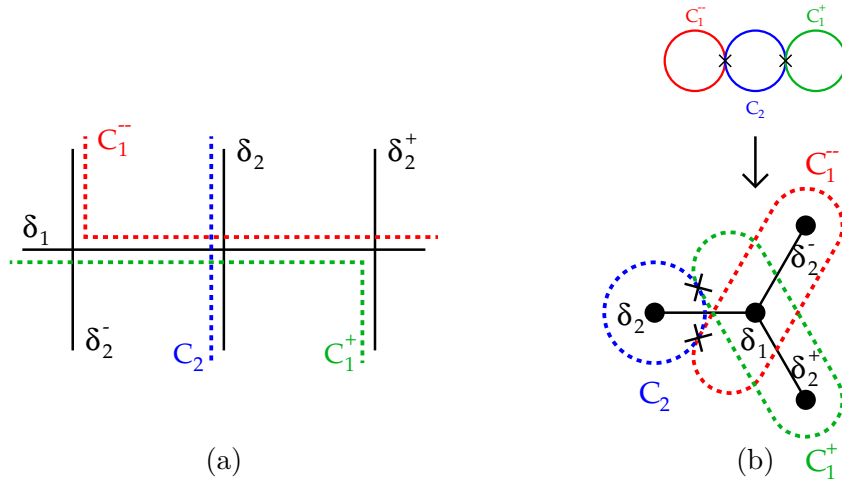 C₁⁻⁻ C₁⁺
C₂
C₁⁻⁻ δ₂ δ₂⁺
δ₁
δ₂⁻
C₂ C₁⁺
(a)
C₁⁻⁻
δ₂⁻
δ₂ δ₁
δ₂⁺
C₂
C₁⁺
(b)